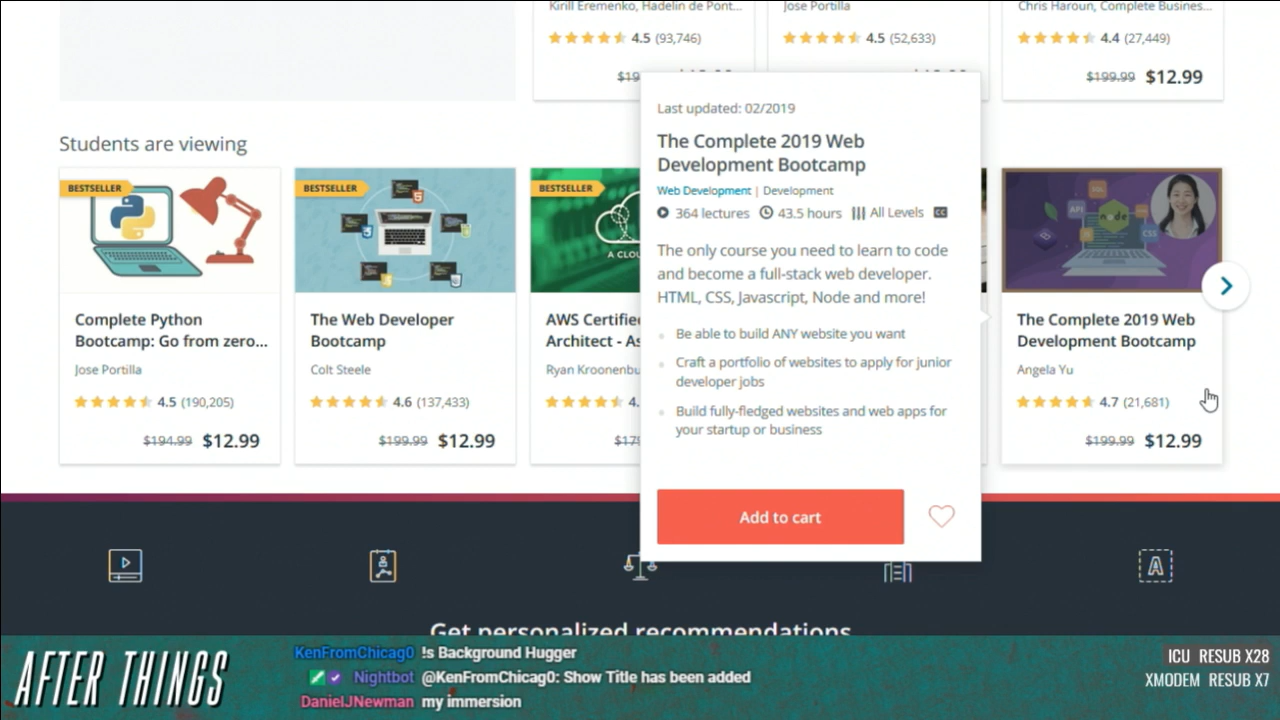 Kirill Eremenko, Hadelin de Pont...
Jose Portilla
Chris Haroun, Complete Busines...
4.5 (93,746)
4.5 (52,633)
4.4 (27,449)
$199.99 $12.99
Students are viewing
BESTSELLER
Complete Python
Bootcamp: Go from zero...
Jose Portilla
4.5 (190,205)
$194.99 $12.99
BESTSELLER
The Web Developer
Bootcamp
Colt Steele
4.6 (137,433)
$199.99 $12.99
BESTSELLER
A CLOU
AWS Certifie
Architect - As
Ryan Kroonenbu
4.
Last updated: 02/2019
The Complete 2019 Web
Development Bootcamp
Web Development | Development
364 lectures 43.5 hours All Levels CC
The only course you need to learn to code
and become a full-stack web developer.
HTML, CSS, Javascript, Node and more!
Be able to build ANY website you want
Craft a portfolio of websites to apply for junior
developer jobs
Build fully-fledged websites and web apps for
your startup or business
Add to cart
SQL
API
node
CSS
The Complete 2019 Web
Development Bootcamp
Angela Yu
4.7 (21,681)
$199.99 $12.99
A
Get personalized recommendations
AFTER THINGS
KenFromChicag0 !s Background Hugger
Nightbot @KenFromChicag0: Show Title has been added
DanielJNewman my immersion
ICU RESUB X28
XMODEM RESUB X7